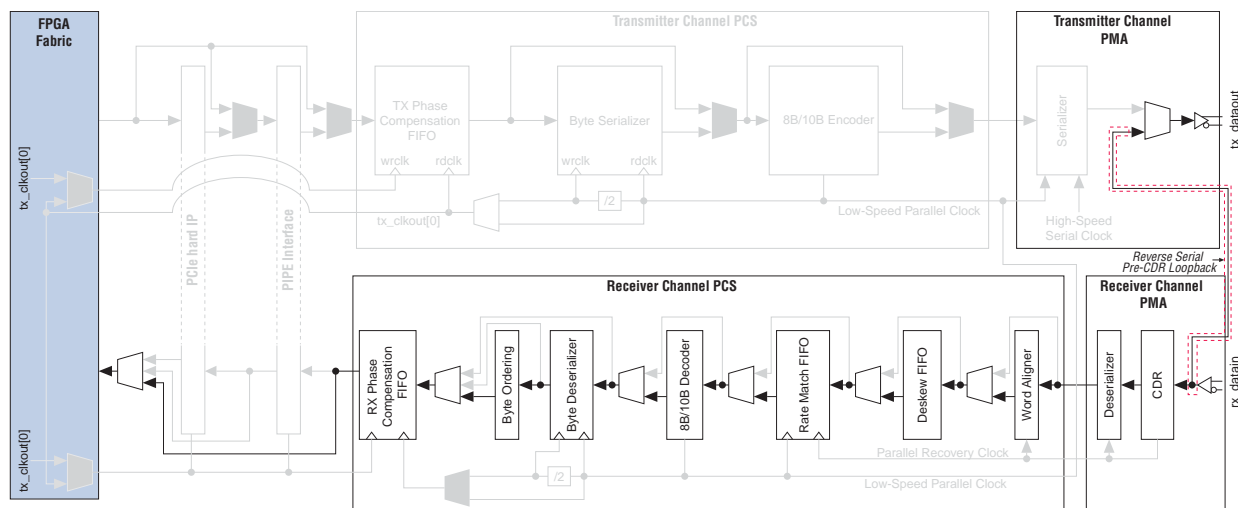 FPGA
Fabric
Transmitter Channel PCS
Transmitter Channel
PMA
TX Phase
Compensation
FIFO
wrclk
rdclk
Byte Serializer
wrclk
rdclk
8B/10B Encoder
Serializer
tx_dataout
tx_clkout[0]
/2
tx_clkout[0]
Low-Speed Parallel Clock
High-Speed
Serial Clock
PCIe hard IP
PIPE Interface
Reverse Serial
Pre-CDR Loopback
Receiver Channel PCS
Receiver Channel
PMA
RX Phase
Compensation
FIFO
Byte Ordering
Byte Deserializer
8B/10B Decoder
Rate Match FIFO
Deskew FIFO
Word Aligner
Deserializer
CDR
rx_datain
tx_clkout[0]
Parallel Recovery Clock
/2
Low-Speed Parallel Clock